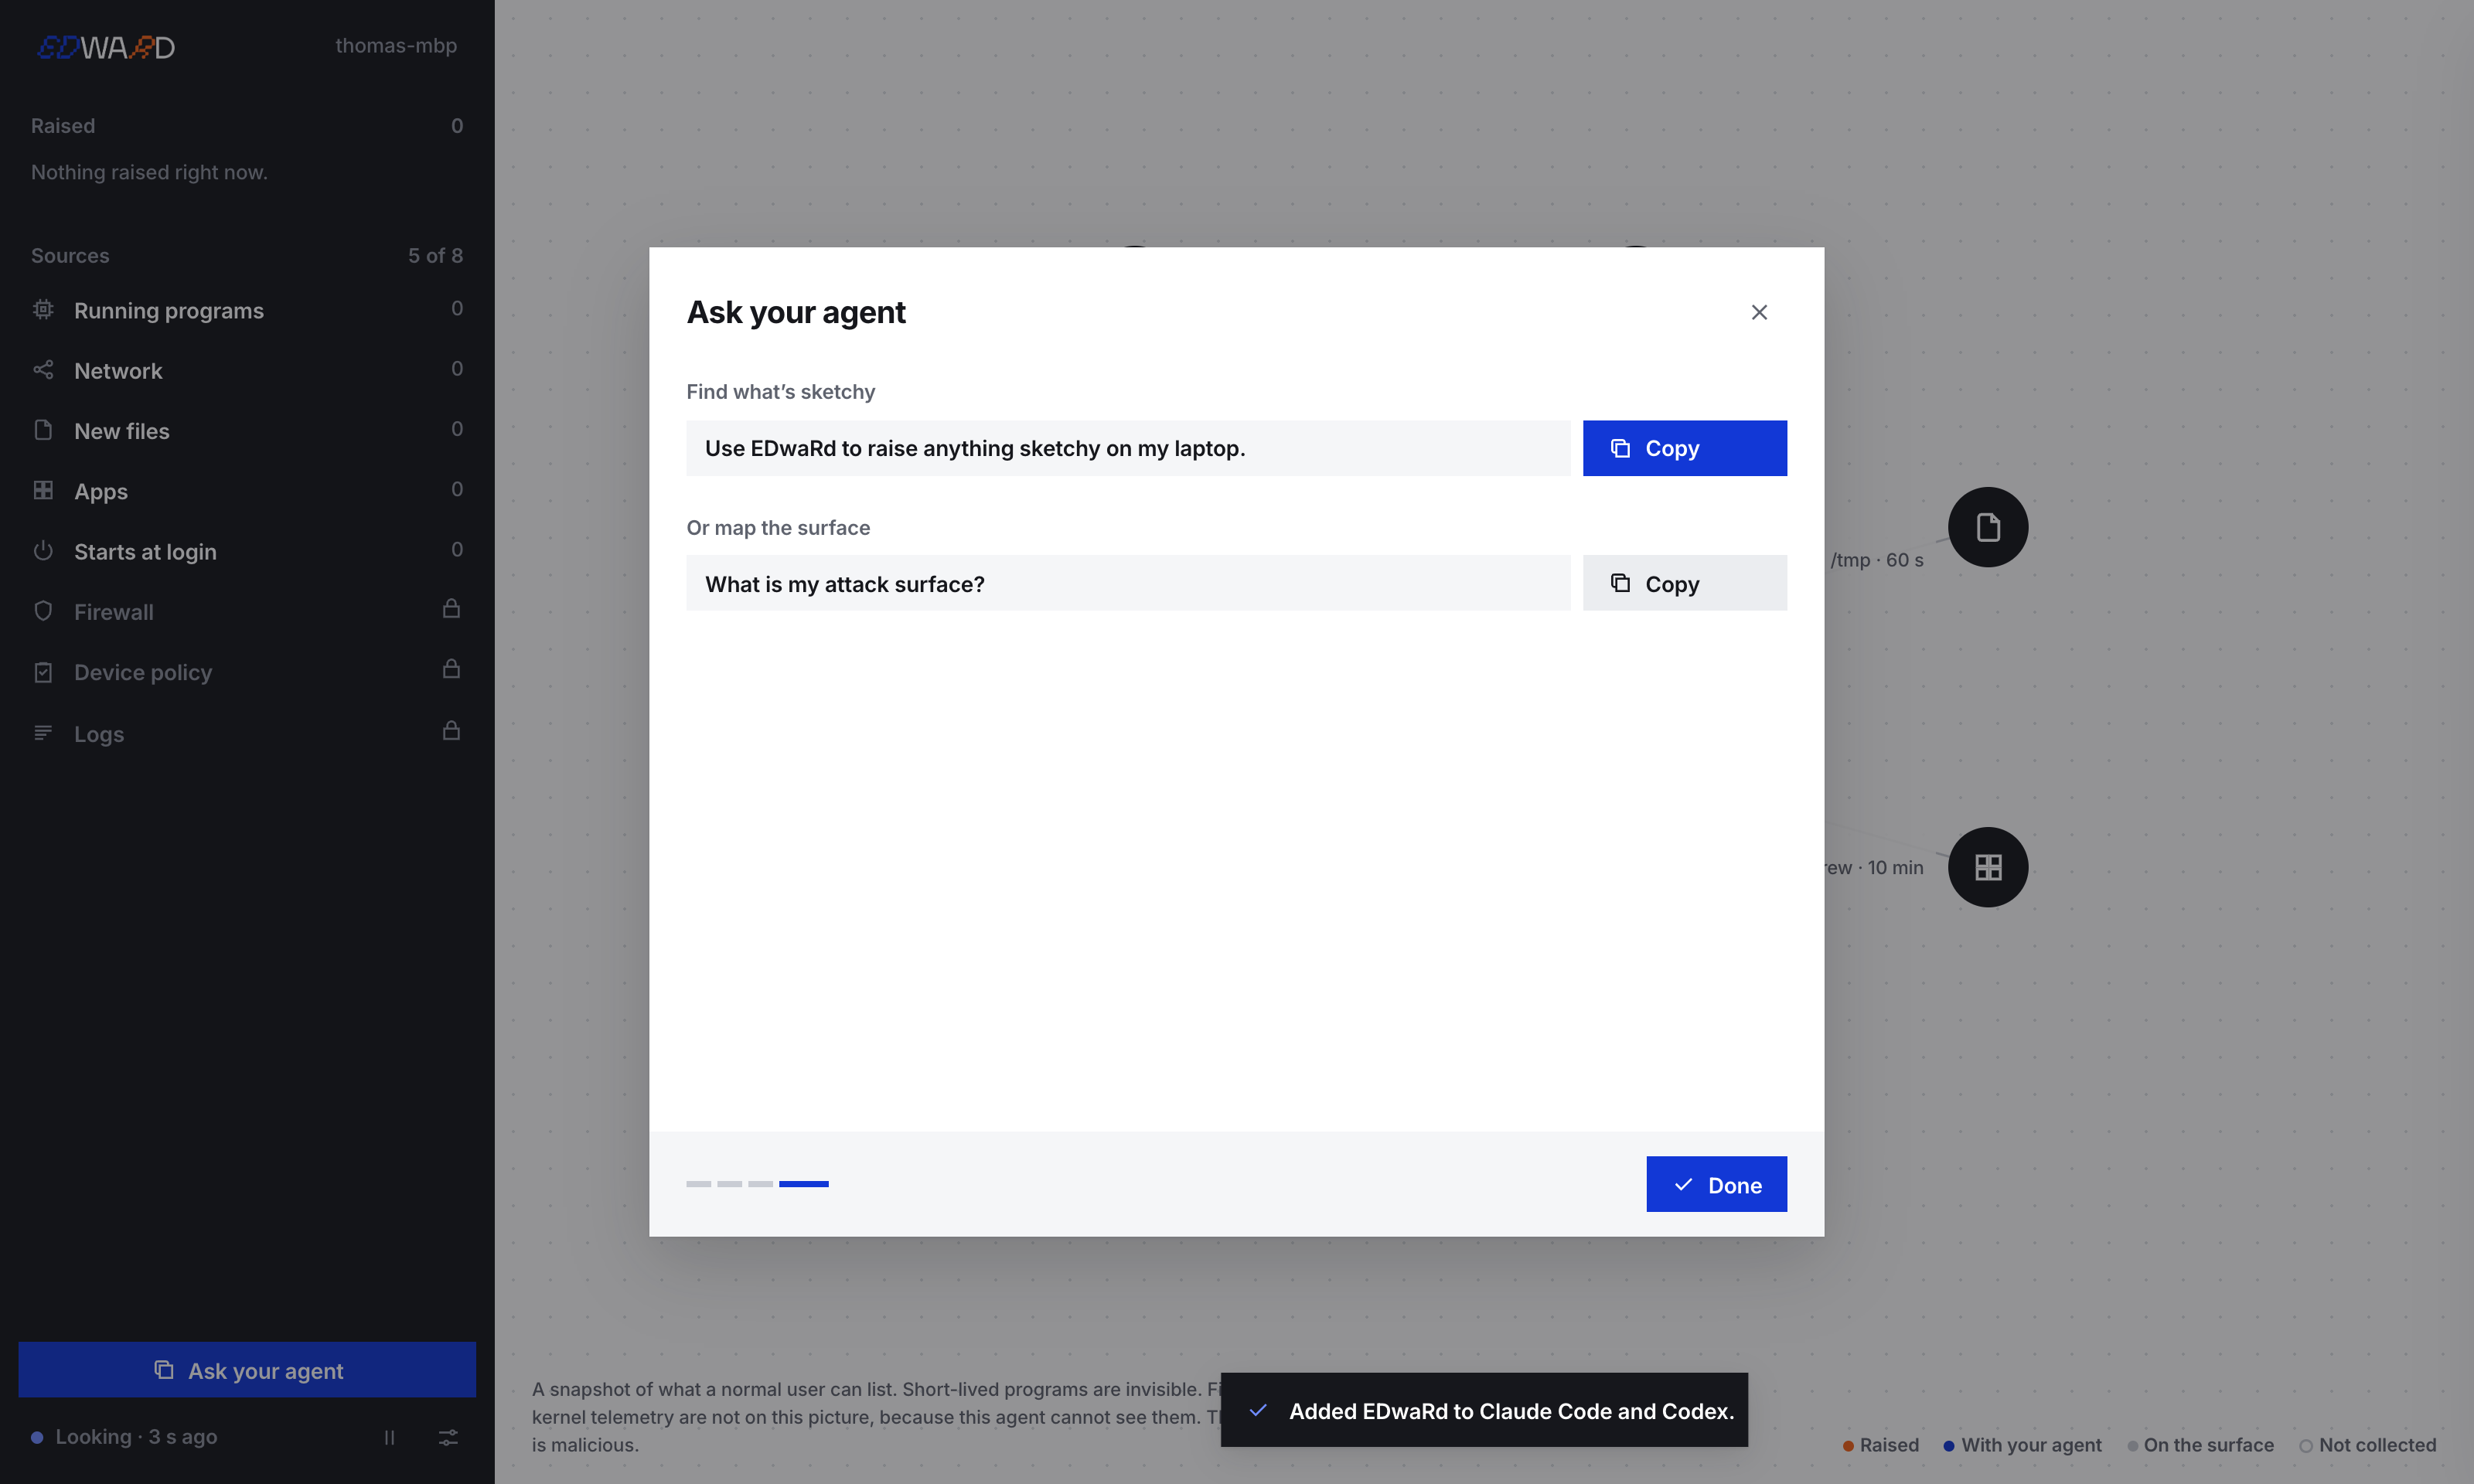 EDWARD
thomas-mbp
Raised 0
Nothing raised right now.
Sources 5 of 8
Running programs 0
Network 0
New files 0
Apps 0
Starts at login 0
Firewall
Device policy
Logs
Ask your agent
Looking · 3 s ago
Ask your agent
Find what’s sketchy
Use EDwaRd to raise anything sketchy on my laptop.
Copy
Or map the surface
What is my attack surface?
Copy
Done
/tmp · 60 s
· 10 min
A snapshot of what a normal user can list. Short-lived programs are invisible.
kernel telemetry are not on this picture, because this agent cannot see them.
is malicious.
Added EDwaRd to Claude Code and Codex.
Raised
With your agent
On the surface
Not collected